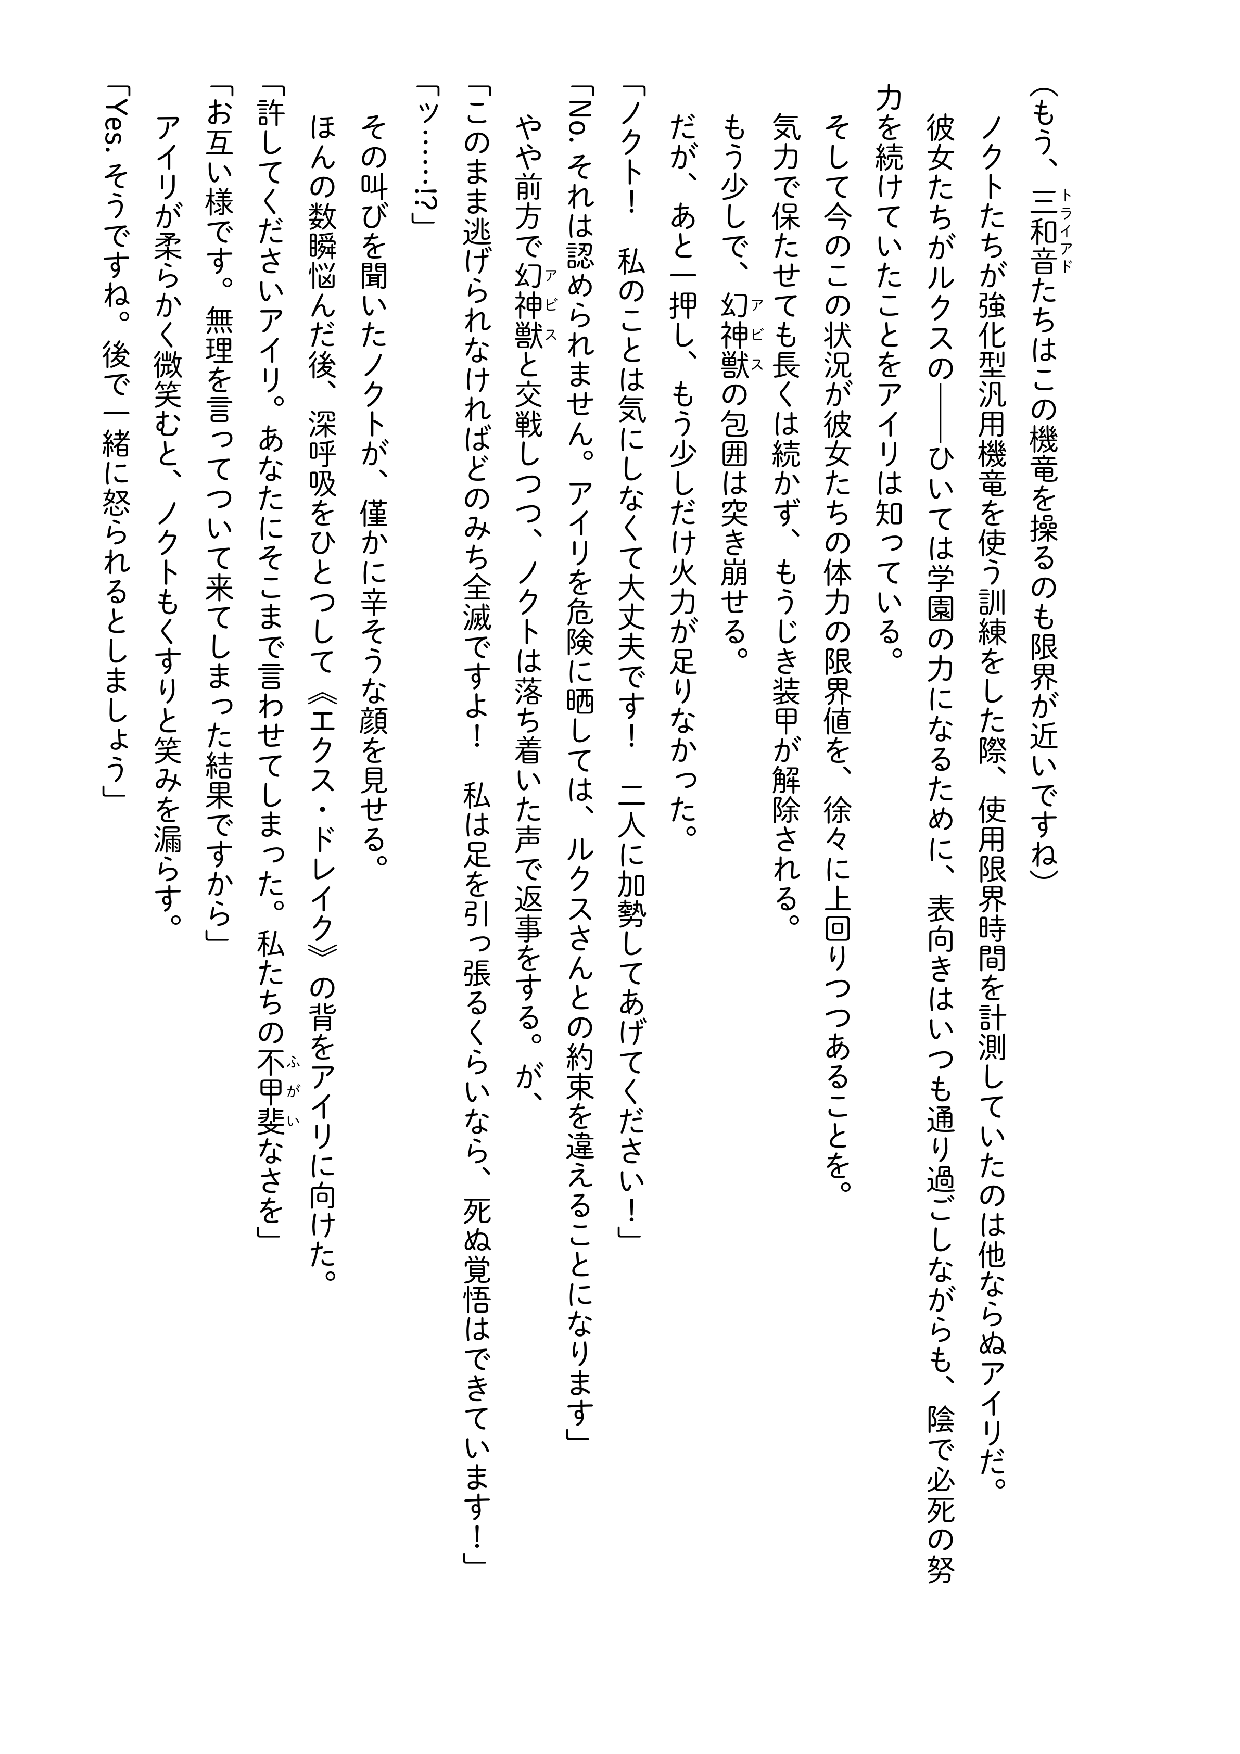 (もう、三和音たちはこの機竜を操るのも限界が近いですね)
ノクトたちが強化型汎用機竜を使う訓練をした際、使用限界時間を計測していたのは他ならぬアイリだ。
彼女たちがルクスの――ひいては学園の力になるために、表向きはいつも通り過ごしながらも、陰で必死の努
力を続けていたことをアイリは知っている。
そして今のこの状況が彼女たちの体力の限界値を、徐々に上回りつつあることを。
気力で保たせても長くは続かず、もうじき装甲が解除される。
もう少しで、幻神獣の包囲は突き崩せる。
だが、あと一押し、もう少しだけ火力が足りなかった。
「ノクト! 私のことは気にしなくて大丈夫です! 二人に加勢してあげてください!」
「No. それは認められません。アイリを危険に晒しては、ルクスさんとの約束を違えることになります」
やや前方で幻神獣と交戦しつつ、ノクトは落ち着いた声で返事をする。が、
「このまま逃げられなければどのみち全滅ですよ! 私は足を引っ張るくらいなら、死ぬ覚悟はできています!」
「ッ……!?」
その叫びを聞いたノクトが、僅かに辛そうな顔を見せる。
ほんの数瞬悩んだ後、深呼吸をひとつして《エクス・ドレイク》の背をアイリに向けた。
「許してくださいアイリ。あなたにそこまで言わせてしまった。私たちの不甲斐なさを」
「お互い様です。無理を言ってついて来てしまった結果ですから」
アイリが柔らかく微笑むと、ノクトもくすりと笑みを漏らす。
「Yes. そうですね。後で一緒に怒られるとしましょう」
トライアド
アビス
アビス
ふがい